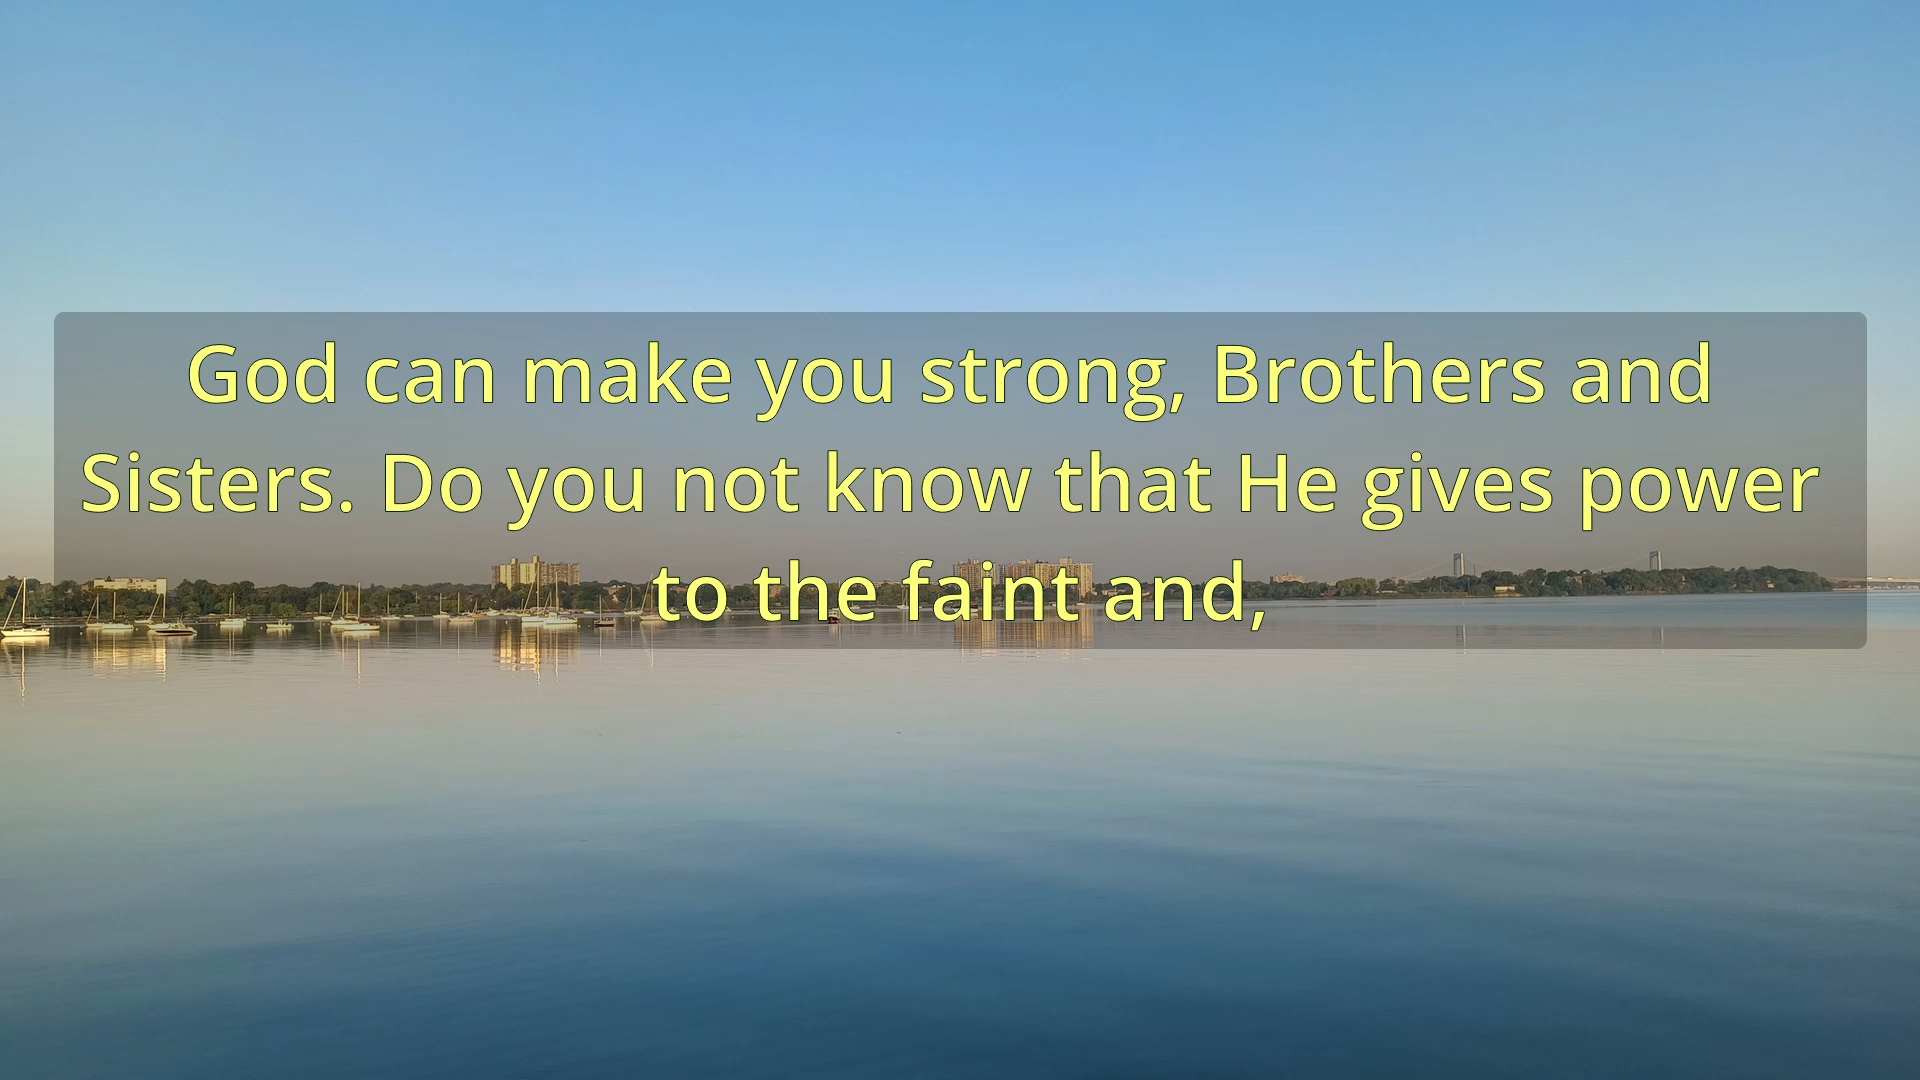 God can make you strong, Brothers and
Sisters. Do you not know that He gives power
to the faint and,